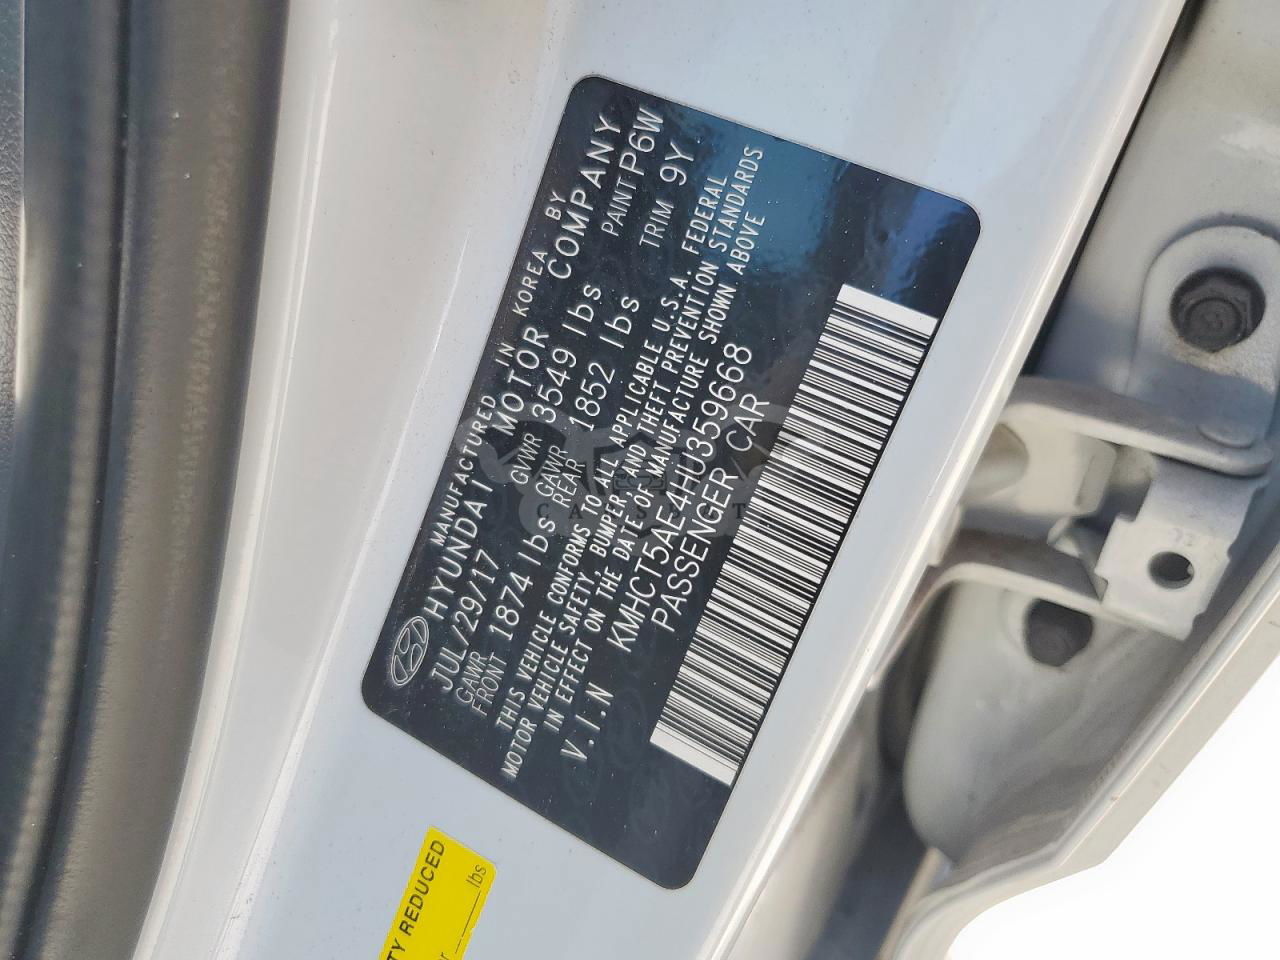 MANUFACTURED IN KOREA BY
HYUNDAI MOTOR COMPANY
JUL/29/17 GVWR 3549 lbs PAINT P6W
GAWR FRONT 1874 lbs GAWR REAR 1852 lbs TRIM 9Y
THIS VEHICLE CONFORMS TO ALL APPLICABLE U.S.A. FEDERAL
MOTOR VEHICLE SAFETY, BUMPER, AND THEFT PREVENTION STANDARDS
IN EFFECT ON THE DATE OF MANUFACTURE SHOWN ABOVE
V.I.N KMHCT5AE4HU359668
PASSENGER CAR
TY REDUCED
lbs